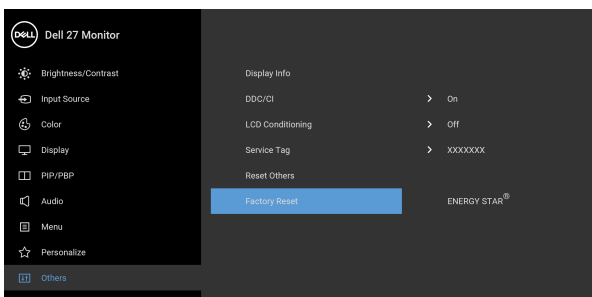 DELL Dell 27 Monitor
Brightness/Contrast Display Info
Input Source DDC/CI On
Color LCD Conditioning Off
Display Service Tag XXXXXXX
PIP/PBP Reset Others
Audio Factory Reset ENERGY STAR®
Menu
Personalize
Others